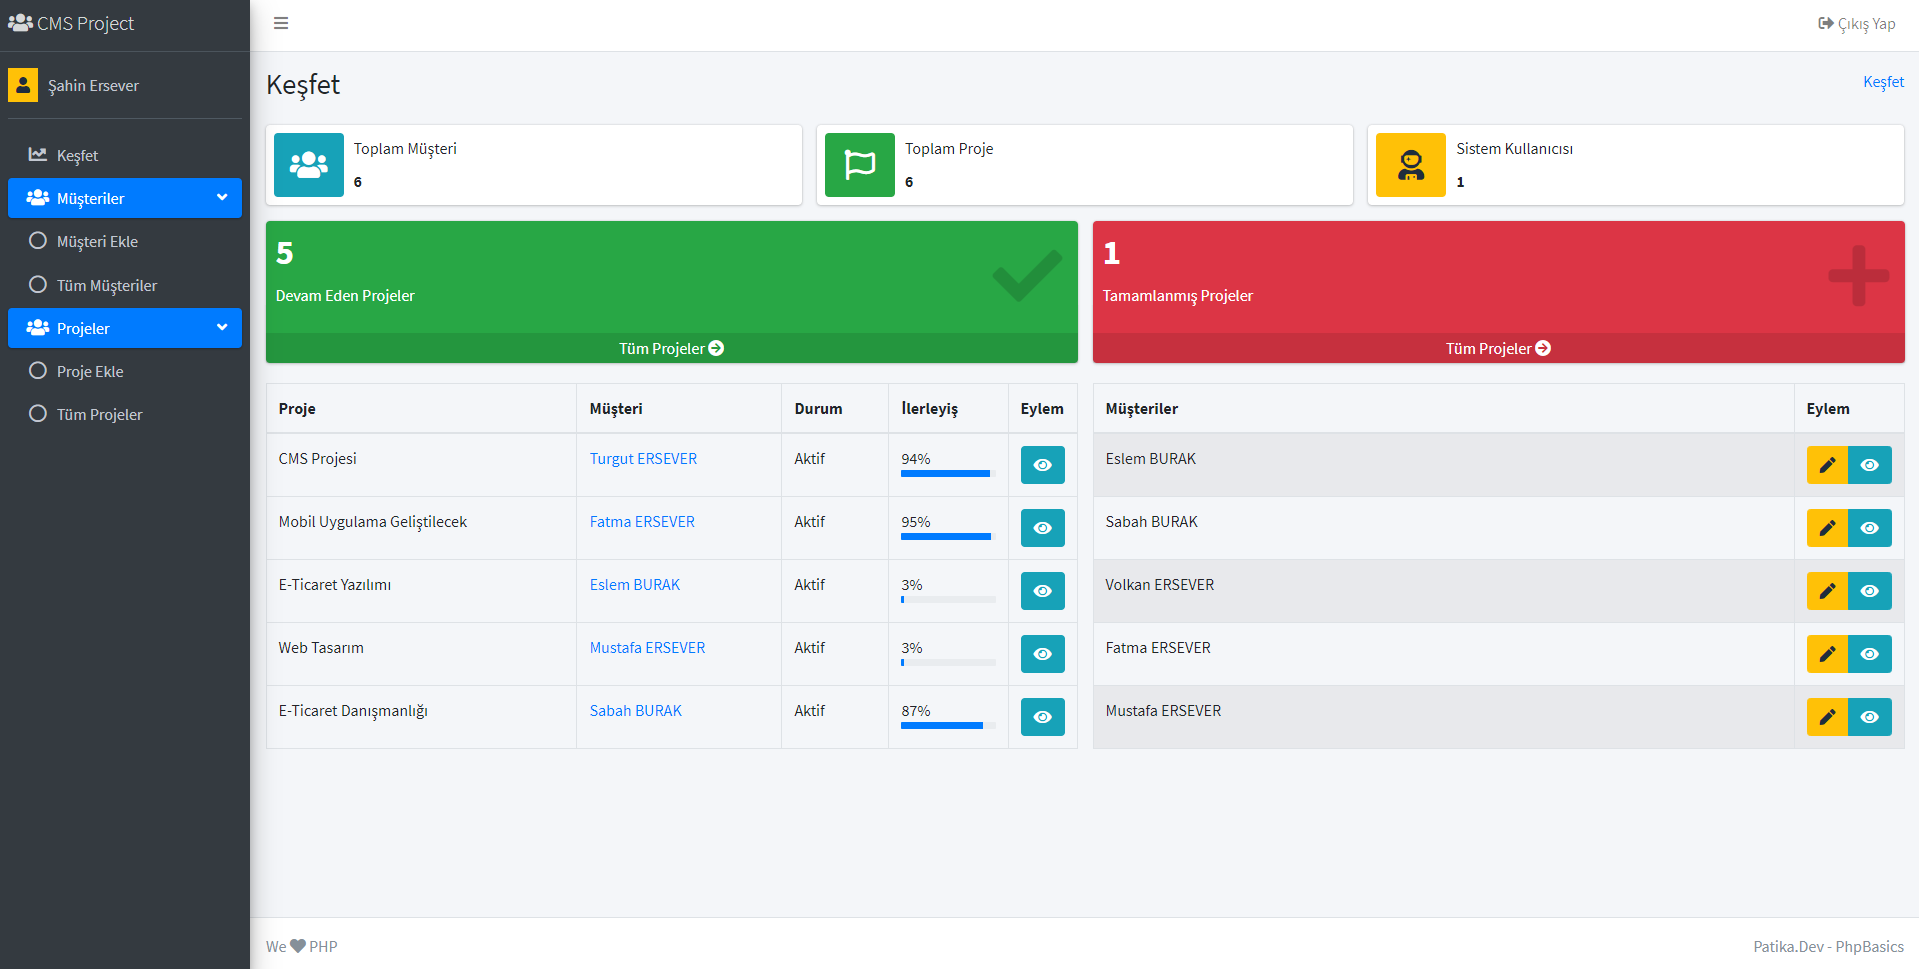 CMS Project
Çıkış Yap
Şahin Ersever
Keşfet
Müşteriler
Müşteri Ekle
Tüm Müşteriler
Projeler
Proje Ekle
Tüm Projeler
Keşfet
Keşfet
Toplam Müşteri
6
Toplam Proje
6
Sistem Kullanıcısı
1
5
Devam Eden Projeler
Tüm Projeler
1
Tamamlanmış Projeler
Tüm Projeler
Proje Müşteri Durum İlerleyiş Eylem
CMS Projesi Turgut ERSEVER Aktif 94%
Mobil Uygulama Geliştilecek Fatma ERSEVER Aktif 95%
E-Ticaret Yazılımı Eslem BURAK Aktif 3%
Web Tasarım Mustafa ERSEVER Aktif 3%
E-Ticaret Danışmanlığı Sabah BURAK Aktif 87%
Müşteriler Eylem
Eslem BURAK
Sabah BURAK
Volkan ERSEVER
Fatma ERSEVER
Mustafa ERSEVER
We PHP
Patika.Dev - PhpBasics